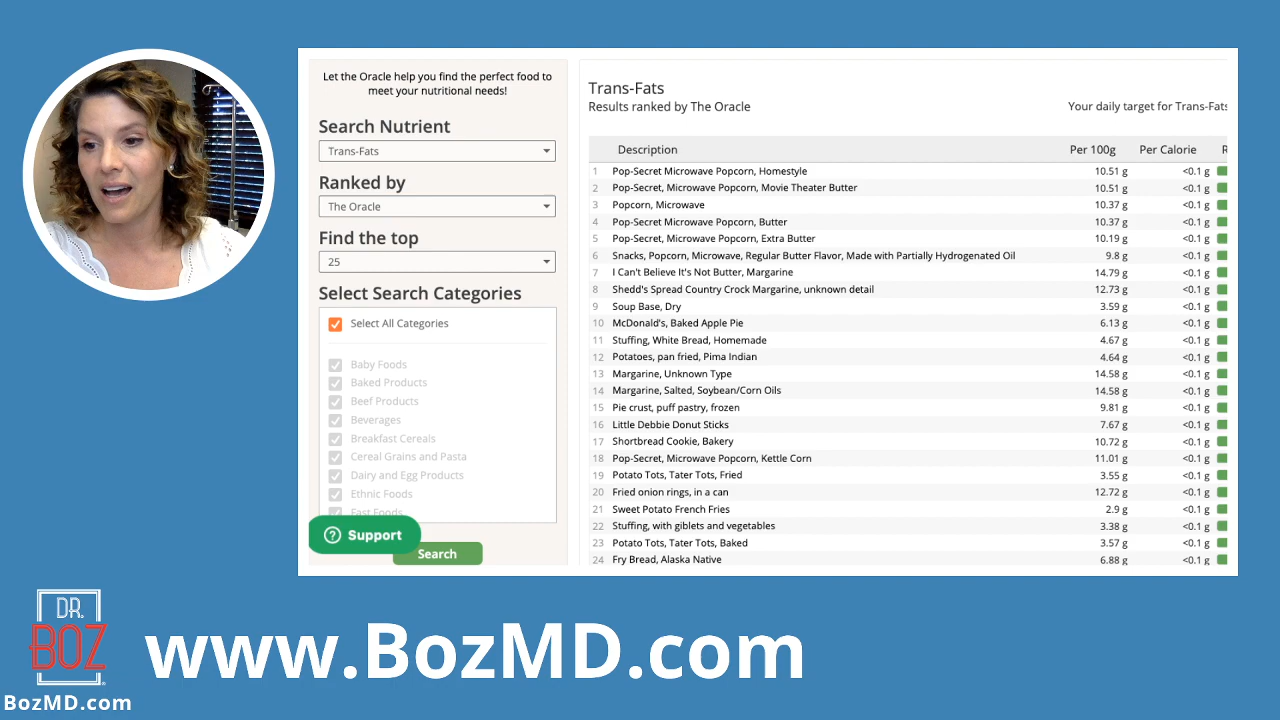 Let the Oracle help you find the perfect food to
meet your nutritional needs!
Search Nutrient
Trans-Fats
Ranked by
The Oracle
Find the top
25
Select Search Categories
Select All Categories
Baby Foods
Baked Products
Beef Products
Beverages
Breakfast Cereals
Cereal Grains and Pasta
Dairy and Egg Products
Ethnic Foods
Fast Foods
Support
Search
Trans-Fats
Results ranked by The Oracle
Your daily target for Trans-Fats
Description Per 100g Per Calorie R
1 Pop-Secret Microwave Popcorn, Homestyle 10.51 g <0.1 g
2 Pop-Secret, Microwave Popcorn, Movie Theater Butter 10.51 g <0.1 g
3 Popcorn, Microwave 10.37 g <0.1 g
4 Pop-Secret Microwave Popcorn, Butter 10.37 g <0.1 g
5 Pop-Secret, Microwave Popcorn, Extra Butter 10.19 g <0.1 g
6 Snacks, Popcorn, Microwave, Regular Butter Flavor, Made with Partially Hydrogenated Oil 9.8 g <0.1 g
7 I Can't Believe It's Not Butter, Margarine 14.79 g <0.1 g
8 Shedd's Spread Country Crock Margarine, unknown detail 12.73 g <0.1 g
9 Soup Base, Dry 3.59 g <0.1 g
10 McDonald's, Baked Apple Pie 6.13 g <0.1 g
11 Stuffing, White Bread, Homemade 4.67 g <0.1 g
12 Potatoes, pan fried, Pima Indian 4.64 g <0.1 g
13 Margarine, Unknown Type 14.58 g <0.1 g
14 Margarine, Salted, Soybean/Corn Oils 14.58 g <0.1 g
15 Pie crust, puff pastry, frozen 9.81 g <0.1 g
16 Little Debbie Donut Sticks 7.67 g <0.1 g
17 Shortbread Cookie, Bakery 10.72 g <0.1 g
18 Pop-Secret, Microwave Popcorn, Kettle Corn 11.01 g <0.1 g
19 Potato Tots, Tater Tots, Fried 3.55 g <0.1 g
20 Fried onion rings, in a can 12.72 g <0.1 g
21 Sweet Potato French Fries 2.9 g <0.1 g
22 Stuffing, with giblets and vegetables 3.38 g <0.1 g
23 Potato Tots, Tater Tots, Baked 3.57 g <0.1 g
24 Fry Bread, Alaska Native 6.88 g <0.1 g
DR.
BOZ
www.BozMD.com
BozMD.com